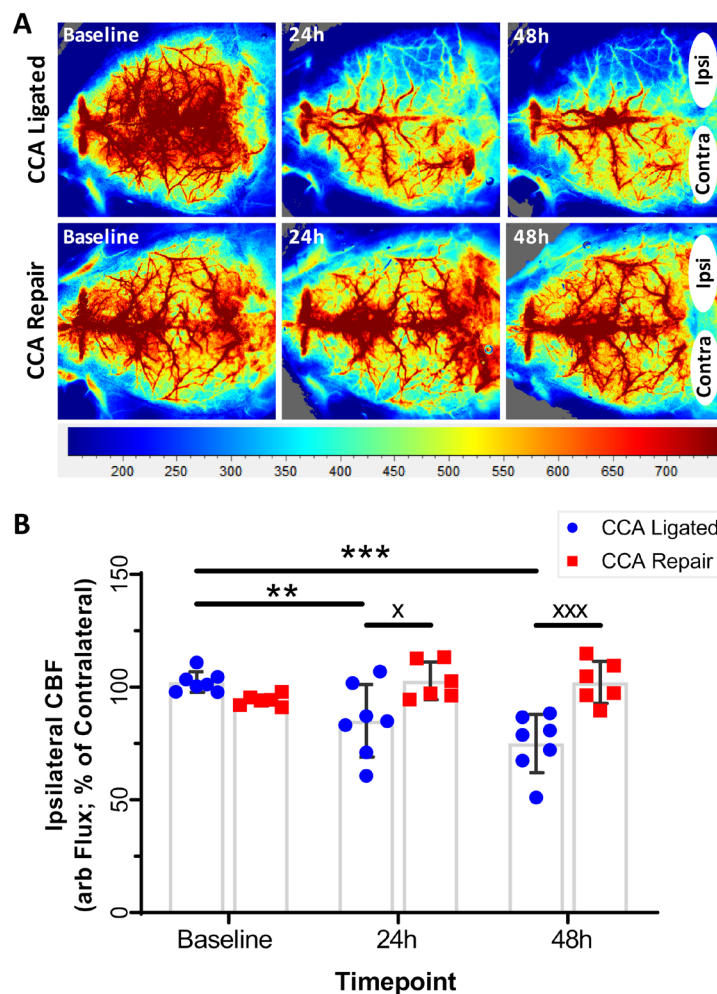 A
CCA Ligated
Baseline
24h
48h
Ipsi
Contra
CCA Repair
Baseline
24h
48h
Ipsi
Contra
200 250 300 350 400 450 500 550 600 650 700
B
CCA Ligated
CCA Repair
***
**
x
xxx
150
100
50
0
Ipsilateral CBF
(arb Flux; % of Contralateral)
Baseline 24h 48h
Timepoint